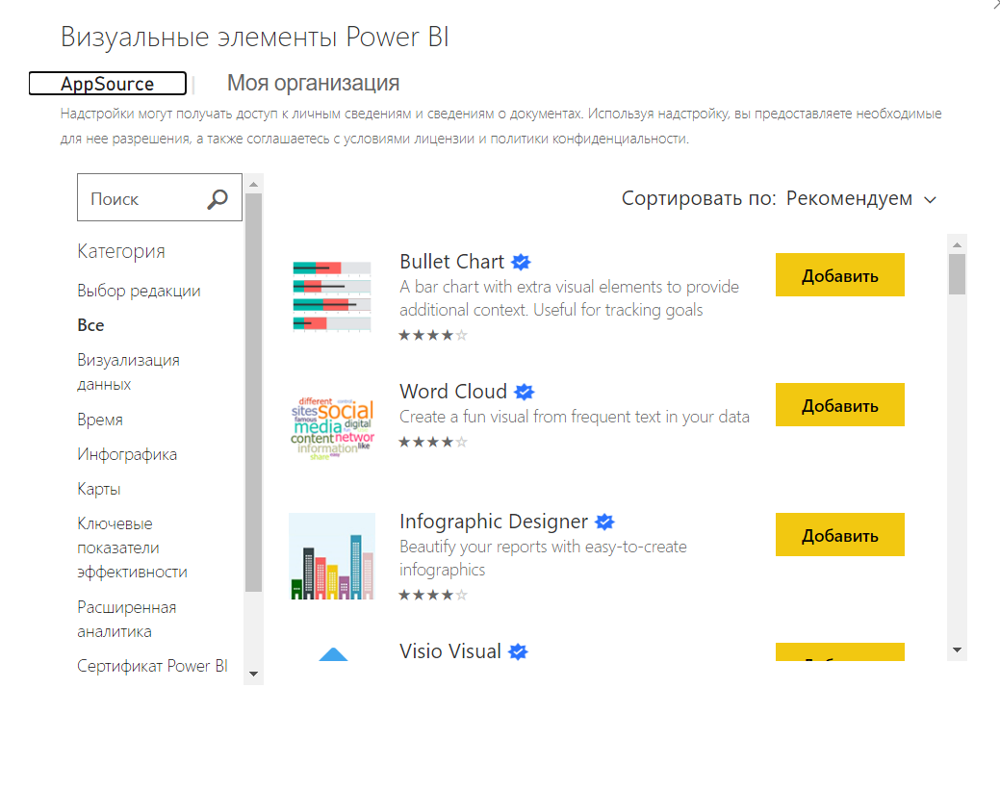 Визуальные элементы Power BI
AppSource
Моя организация
Надстройки могут получать доступ к личным сведениям и сведениям о документах. Используя надстройку, вы предоставляете необходимые
для нее разрешения, а также соглашаетесь с условиями лицензии и политики конфиденциальности.
Поиск
Категория
Выбор редакции
Все
Визуализация
данных
Время
Инфографика
Карты
Ключевые
показатели
эффективности
Расширенная
аналитика
Сертификат Power BI
Сортировать по: Рекомендуем
Bullet Chart
A bar chart with extra visual elements to provide
additional context. Useful for tracking goals
Добавить
different
sites social
famous
media digital
content networ
information like
share easy
Word Cloud
Create a fun visual from frequent text in your data
Добавить
Infographic Designer
Beautify your reports with easy-to-create
infographics
Добавить
Visio Visual